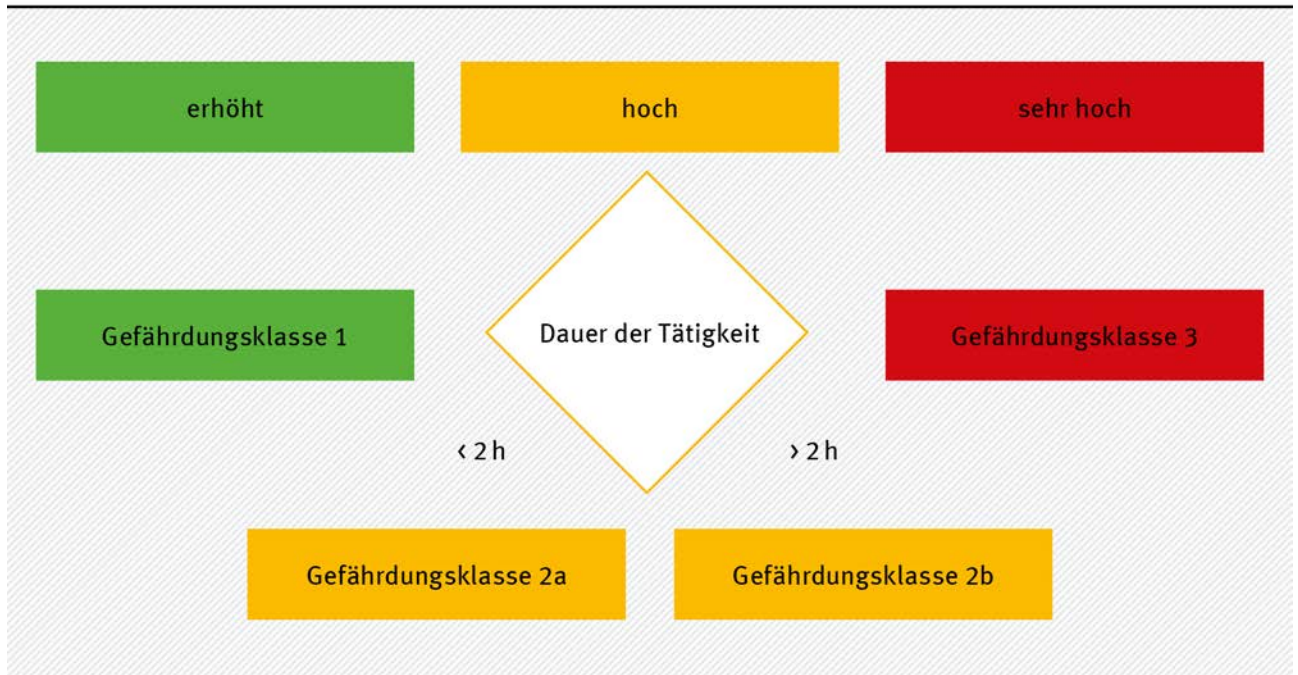 erhöht
hoch
sehr hoch
Gefährdungsklasse 1
Dauer der Tätigkeit
Gefährdungsklasse 3
< 2 h
> 2 h
Gefährdungsklasse 2a
Gefährdungsklasse 2b